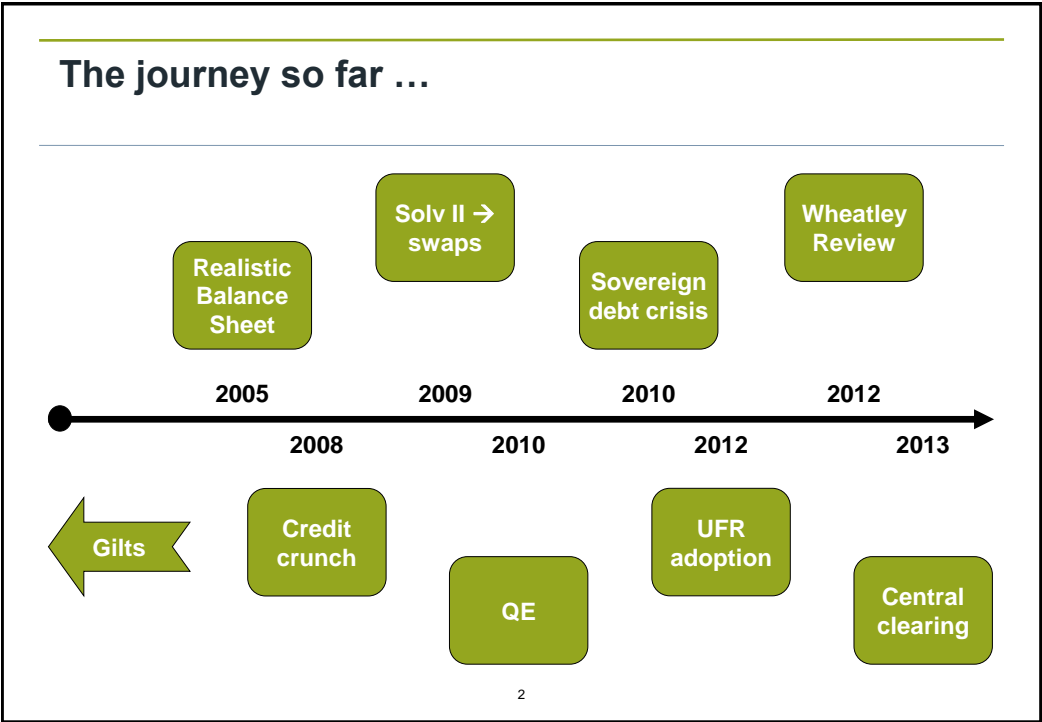 The journey so far …
Solv II →
swaps
Wheatley
Review
Realistic
Balance
Sheet
Sovereign
debt crisis
2005
2009
2010
2012
2008
2010
2012
2013
Gilts
Credit
crunch
UFR
adoption
QE
Central
clearing
2